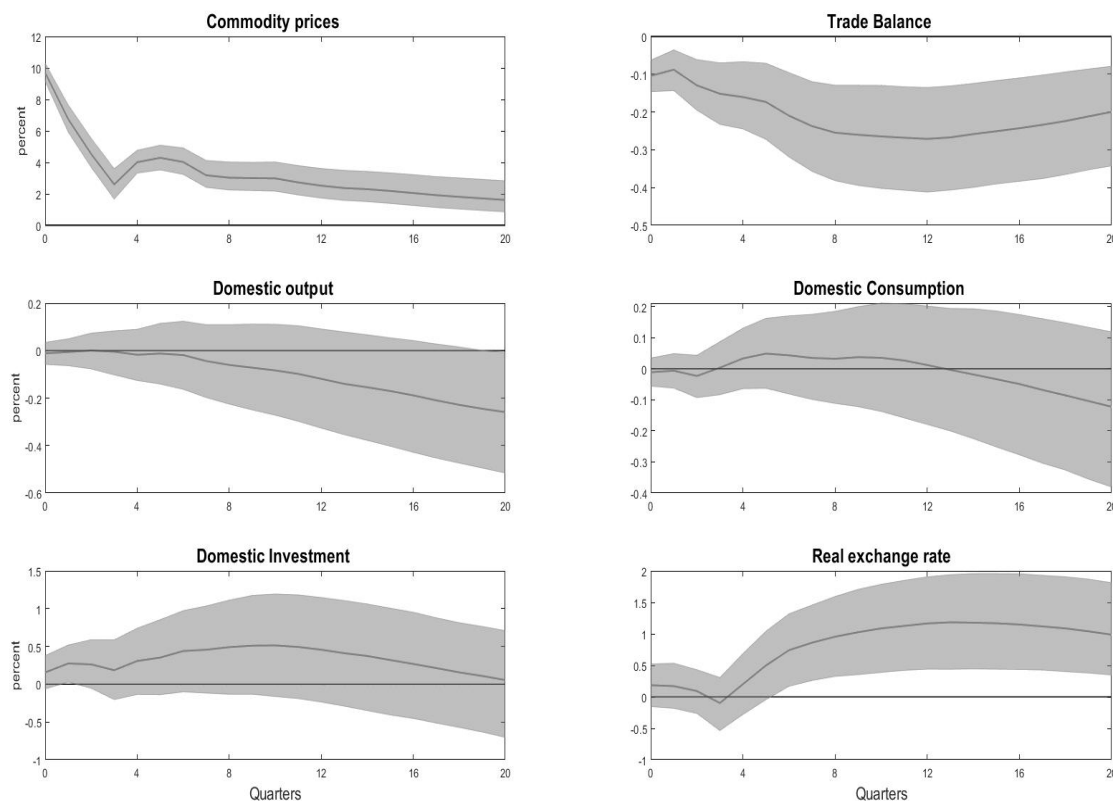 Commodity prices
percent
12
10
8
6
4
2
0
0 4 8 12 16 20
Trade Balance
0
-0.1
-0.2
-0.3
-0.4
-0.5
0 4 8 12 16 20
Domestic output
percent
0.2
0
-0.2
-0.4
-0.6
0 4 8 12 16 20
Domestic Consumption
0.2
0.1
0
-0.1
-0.2
-0.3
-0.4
0 4 8 12 16 20
Domestic Investment
percent
1.5
1
0.5
0
-0.5
-1
0 4 8 12 16 20
Quarters
Real exchange rate
2
1.5
1
0.5
0
-0.5
-1
0 4 8 12 16 20
Quarters